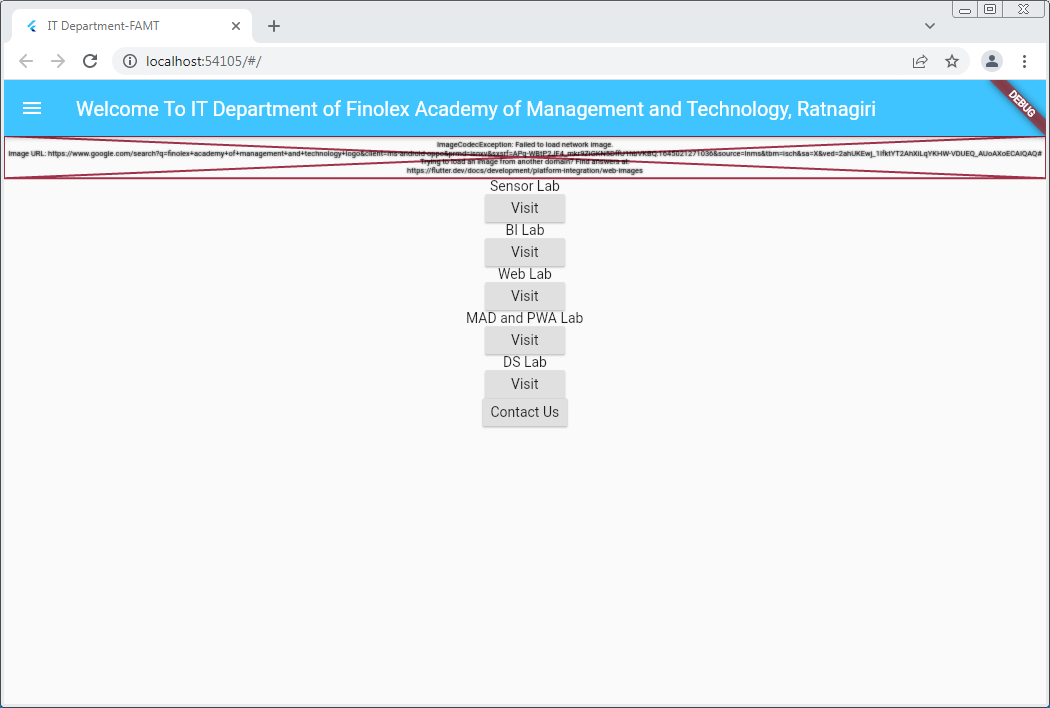 IT Department-FAMT
localhost:54105/#/
Welcome To IT Department of Finolex Academy of Management and Technology, Ratnagiri
DEBUG
ImageCodecException: Failed to load network image.
Image URL: https://www.google.com/search?q=finolex+academy+of+management+and+technology+logo&client=ms-android-oppo&prmd=isnxv&sxsrf=
Trying to load an image from another domain? Find answers at:
https://flutter.dev/docs/development/platform-integration/web-images
Sensor Lab
Visit
BI Lab
Visit
Web Lab
Visit
MAD and PWA Lab
Visit
DS Lab
Visit
Contact Us